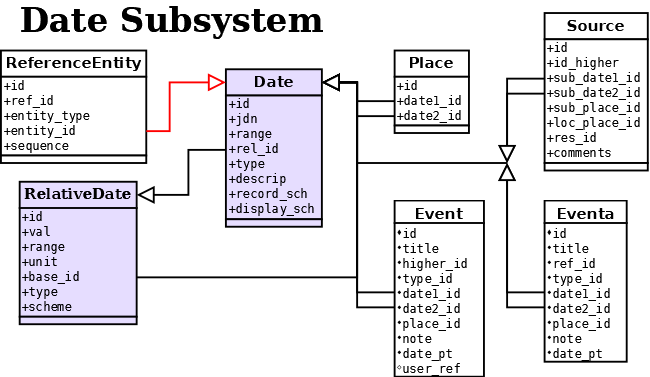 Date Subsystem
ReferenceEntity
+id
+ref_id
+entity_type
+entity_id
+sequence
Date
+id
+jdn
+range
+rel_id
+type
+descrip
+record_sch
+display_sch
Place
+id
+date1_id
+date2_id
Source
+id
+id_higher
+sub_date1_id
+sub_date2_id
+sub_place_id
+loc_place_id
+res_id
+comments
RelativeDate
+id
+val
+range
+unit
+base_id
+type
+scheme
Event
id
title
higher_id
type_id
date1_id
date2_id
place_id
note
date_pt
user_ref
Eventa
id
title
ref_id
type_id
date1_id
date2_id
place_id
note
date_pt